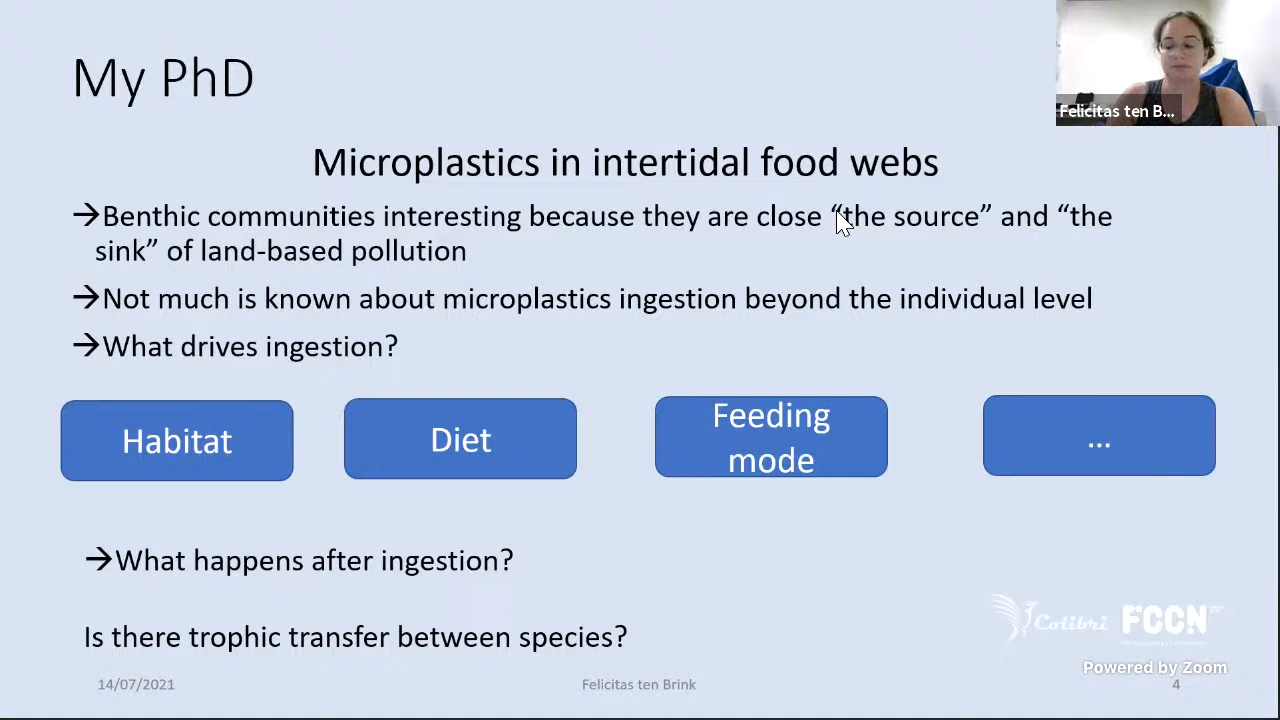 My PhD
Felicitas ten B...
Microplastics in intertidal food webs
→Benthic communities interesting because they are close “the source” and “the
sink” of land-based pollution
→Not much is known about microplastics ingestion beyond the individual level
→What drives ingestion?
Habitat
Diet
Feeding
mode
...
→What happens after ingestion?
Is there trophic transfer between species?
Colibri FCCN
Powered by Zoom
14/07/2021
Felicitas ten Brink
4